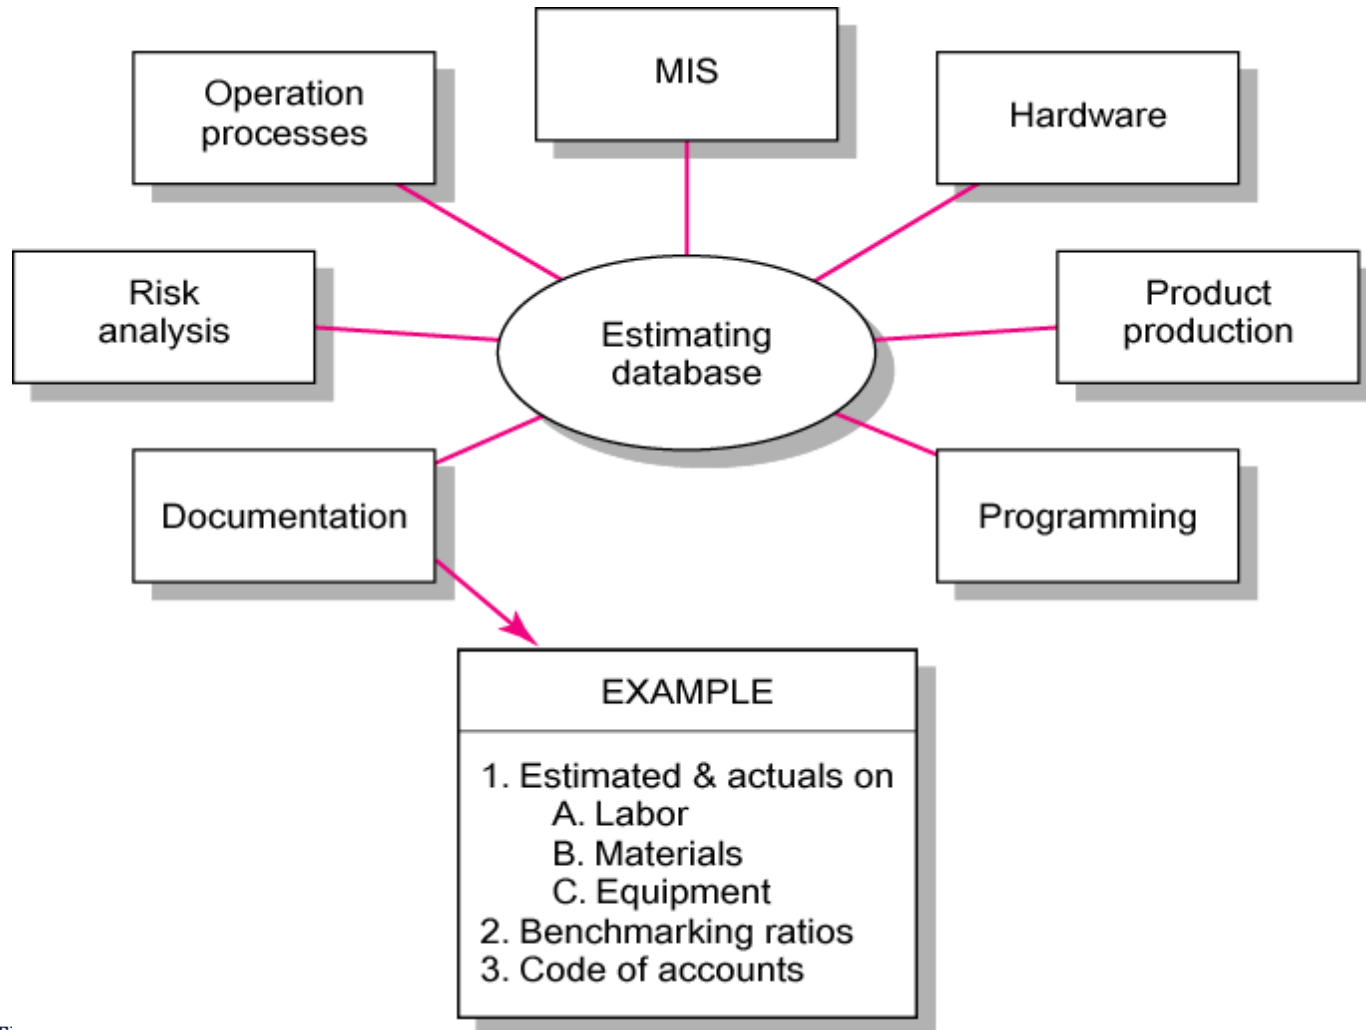 MIS
Operation
processes
Hardware
Risk
analysis
Product
production
Estimating
database
Documentation
Programming
EXAMPLE
1. Estimated & actuals on
A. Labor
B. Materials
C. Equipment
2. Benchmarking ratios
3. Code of accounts